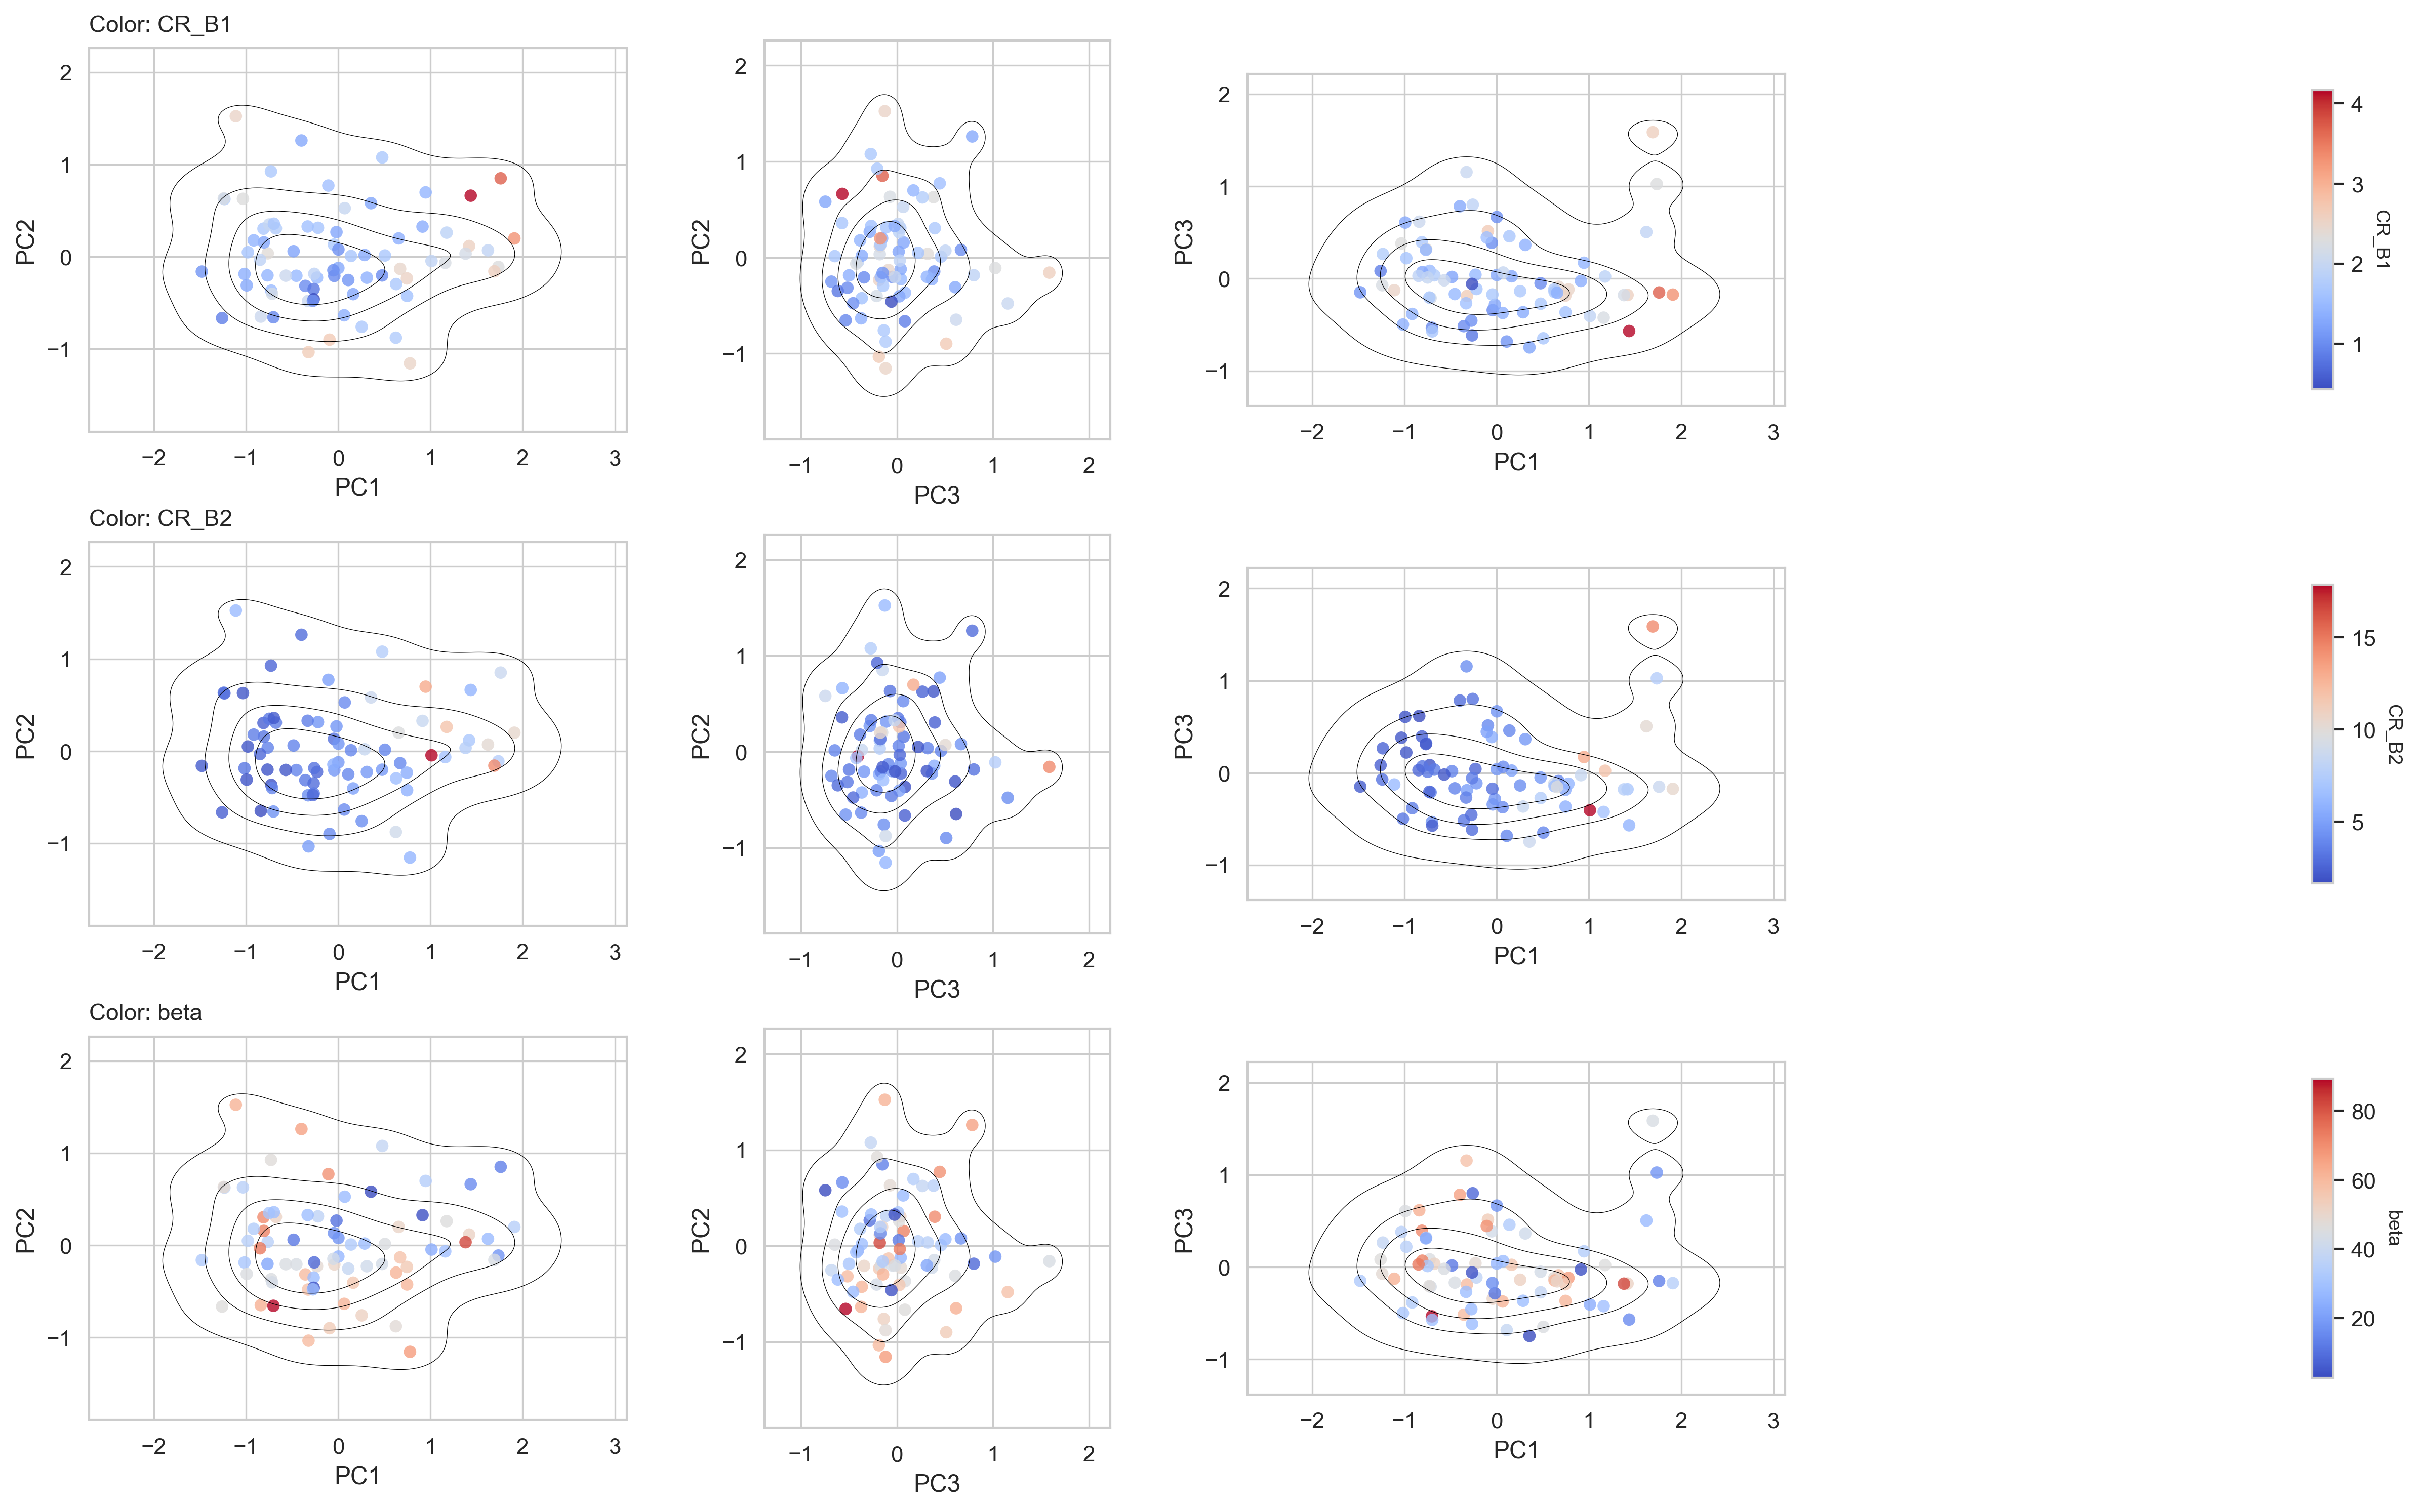 Color: CR_B1
2
1
0
−1
PC2
−2 −1 0 1 2 3
PC1
2
1
0
−1
PC2
−1 0 1 2
PC3
2
1
0
−1
PC3
−2 −1 0 1 2 3
PC1
4
3
2
1
CR_B1
Color: CR_B2
2
1
0
−1
PC2
−2 −1 0 1 2 3
PC1
2
1
0
−1
PC2
−1 0 1 2
PC3
2
1
0
−1
PC3
−2 −1 0 1 2 3
PC1
15
10
5
CR_B2
Color: beta
2
1
0
−1
PC2
−2 −1 0 1 2 3
PC1
2
1
0
−1
PC2
−1 0 1 2
PC3
2
1
0
−1
PC3
−2 −1 0 1 2 3
PC1
80
60
40
20
beta